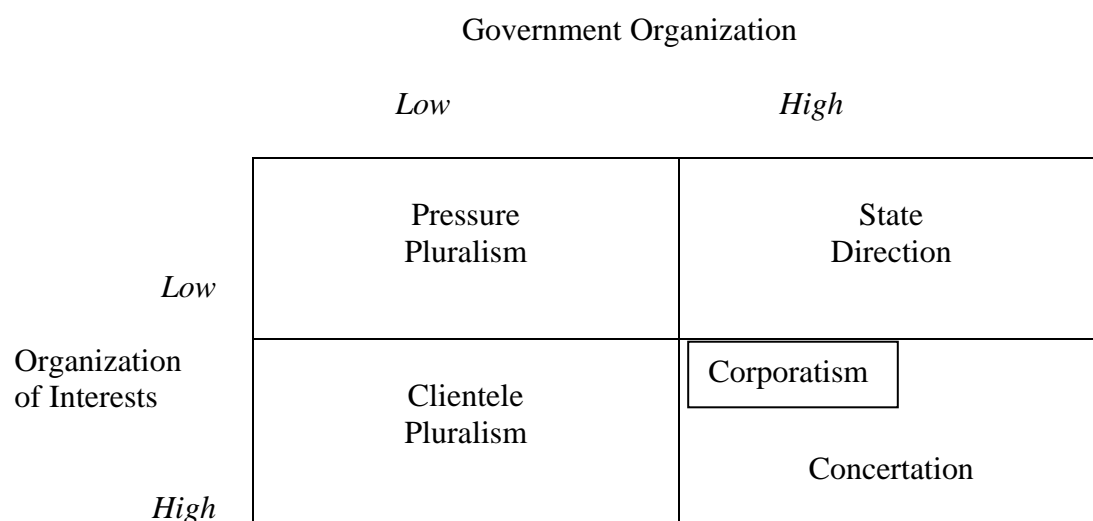 Government Organization
Low
High
Pressure
Pluralism
State
Direction
Low
Organization
of Interests
Clientele
Pluralism
Corporatism
Concertation
High